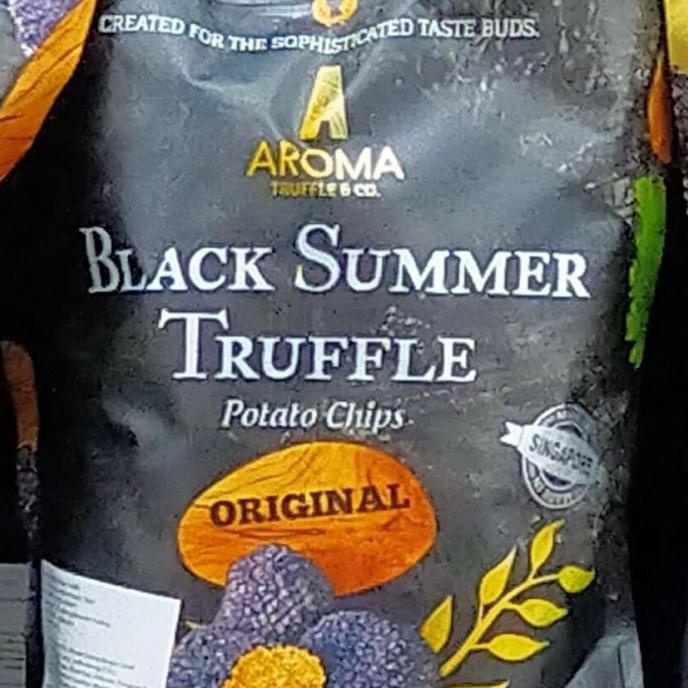 CREATED FOR THE SOPHISTICATED TASTE BUDS.
AROMA
TRUFFLE & CO.
BLACK SUMMER
TRUFFLE
Potato Chips
SINGAPORE
ORIGINAL